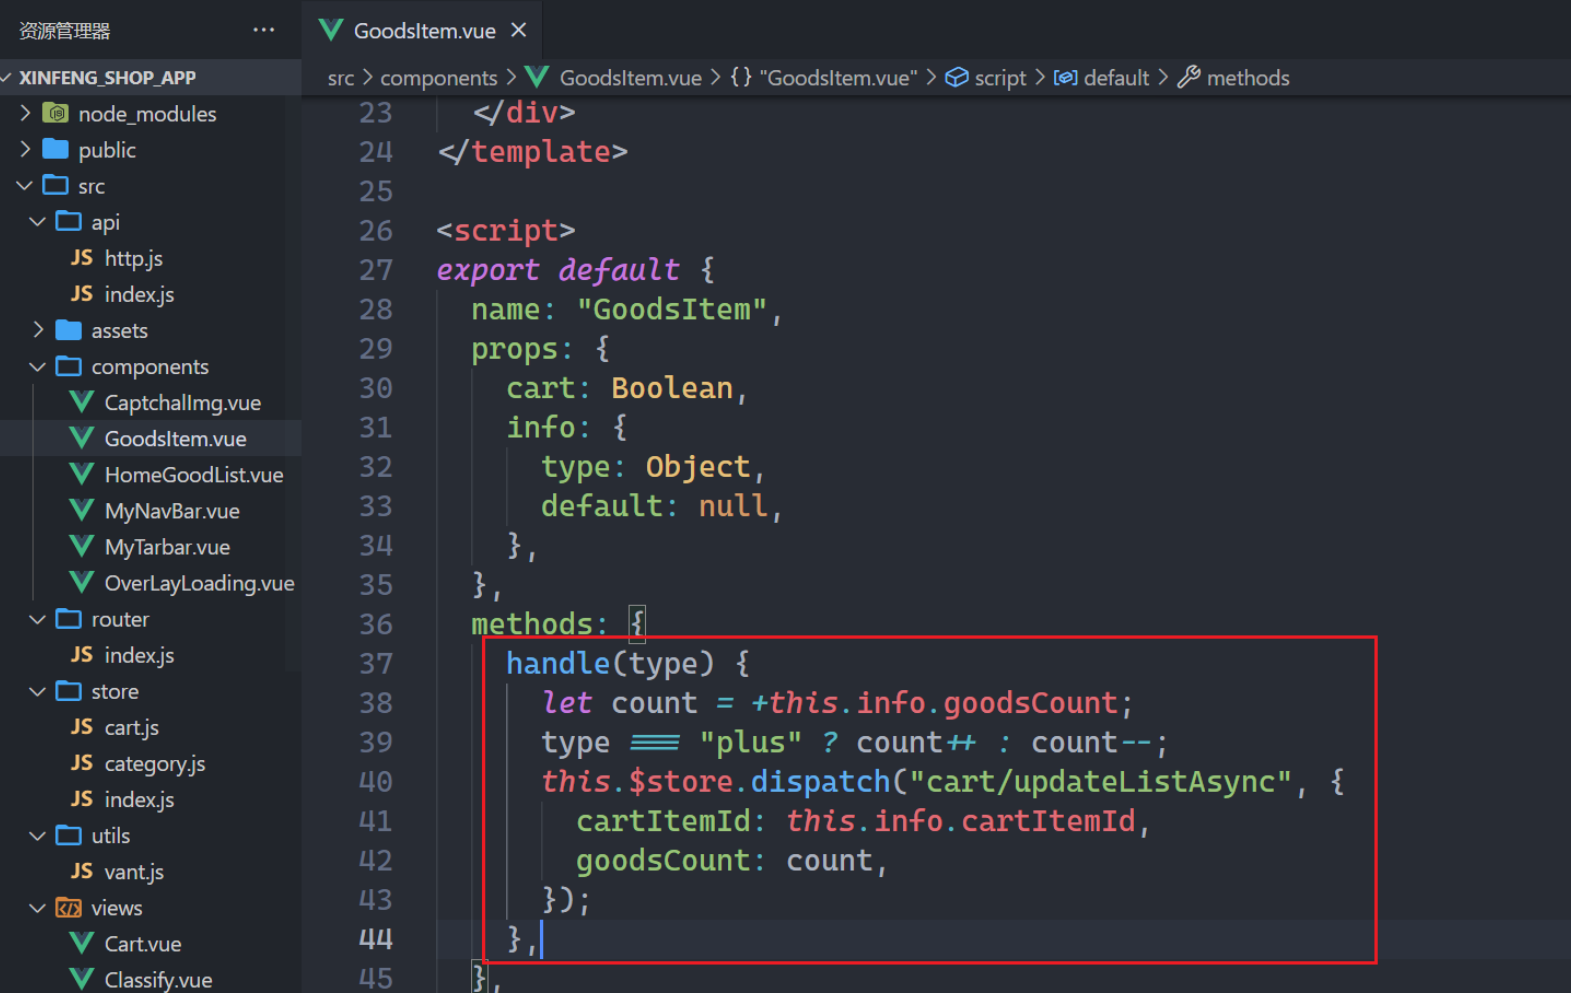 资源管理器 ···
XINFENG_SHOP_APP
node_modules
public
src
api
JS http.js
JS index.js
assets
components
CaptchalImg.vue
GoodsItem.vue
HomeGoodList.vue
MyNavBar.vue
MyTarbar.vue
OverLayLoading.vue
router
JS index.js
store
JS cart.js
JS category.js
JS index.js
utils
JS vant.js
views
Cart.vue
Classify.vue
GoodsItem.vue ×
src > components > GoodsItem.vue > {} "GoodsItem.vue" > script > default > methods
23 </div>
24 </template>
25
26 <script>
27 export default {
28 name: "GoodsItem",
29 props: {
30 cart: Boolean,
31 info: {
32 type: Object,
33 default: null,
34 },
35 },
36 methods: {
37 handle(type) {
38 let count = +this.info.goodsCount;
39 type === "plus" ? count++ : count--;
40 this.$store.dispatch("cart/updateListAsync", {
41 cartItemId: this.info.cartItemId,
42 goodsCount: count,
43 });
44 },
45 },